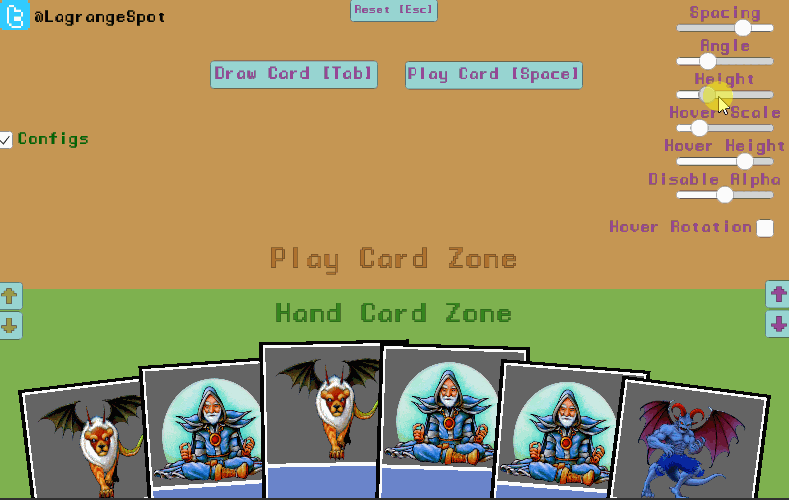 @LagrangeSpot
Reset [Esc]
Spacing
Angle
Draw Card [Tab]
Play Card [Space]
Height
Hover Scale
Configs
Hover Height
Disable Alpha
Hover Rotation
Play Card Zone
Hand Card Zone